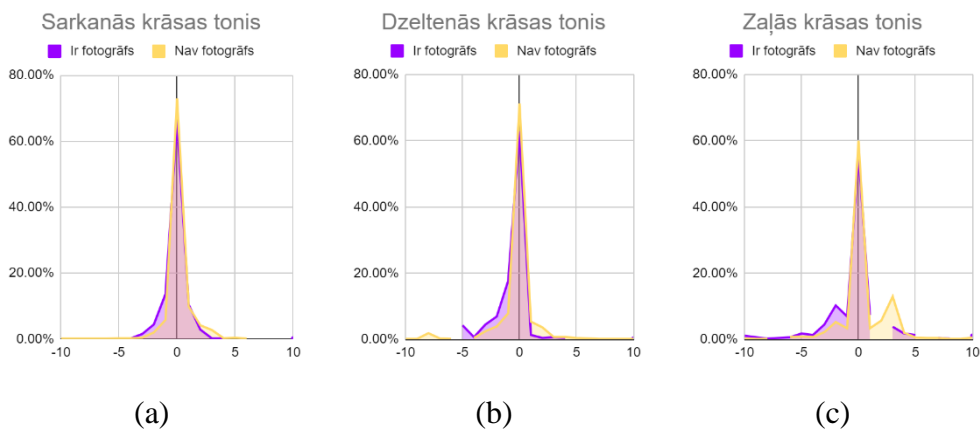 Sarkanās krāsas tonis
Ir fotogrāfs Nav fotogrāfs
80.00%
60.00%
40.00%
20.00%
0.00%
-10 -5 0 5 10
(a)
Dzeltenās krāsas tonis
Ir fotogrāfs Nav fotogrāfs
80.00%
60.00%
40.00%
20.00%
0.00%
-10 -5 0 5 10
(b)
Zaļās krāsas tonis
Ir fotogrāfs Nav fotogrāfs
80.00%
60.00%
40.00%
20.00%
0.00%
-10 -5 0 5 10
(c)